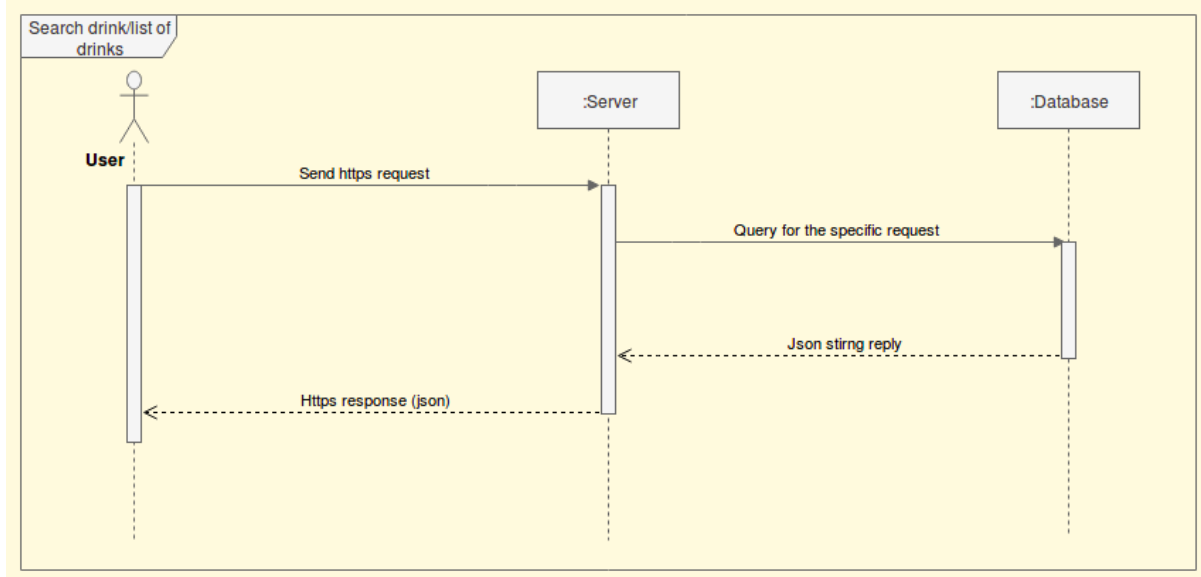 Search drink/list of
drinks
:Server
:Database
User
Send https request
Query for the specific request
Json stirng reply
Https response (json)